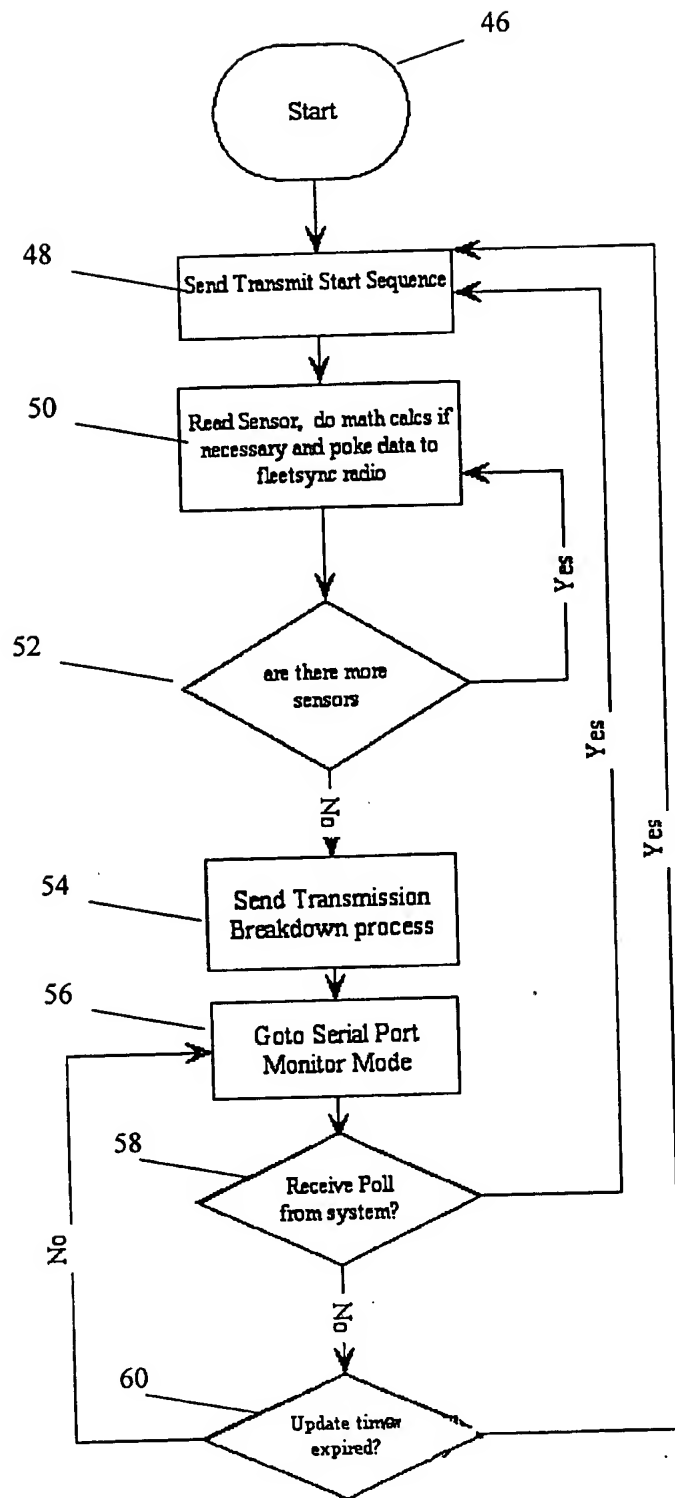 46
Start
48
Send Transmit Start Sequence
50
Read Sensor, do math calcs if
necessary and poke data to
fleetsync radio
Yes
52
are there more
sensors
Yes
No
Yes
54
Send Transmission
Breakdown process
56
Goto Serial Port
Monitor Mode
58
Receive Poll
from system?
No
No
60
Update timer
expired?